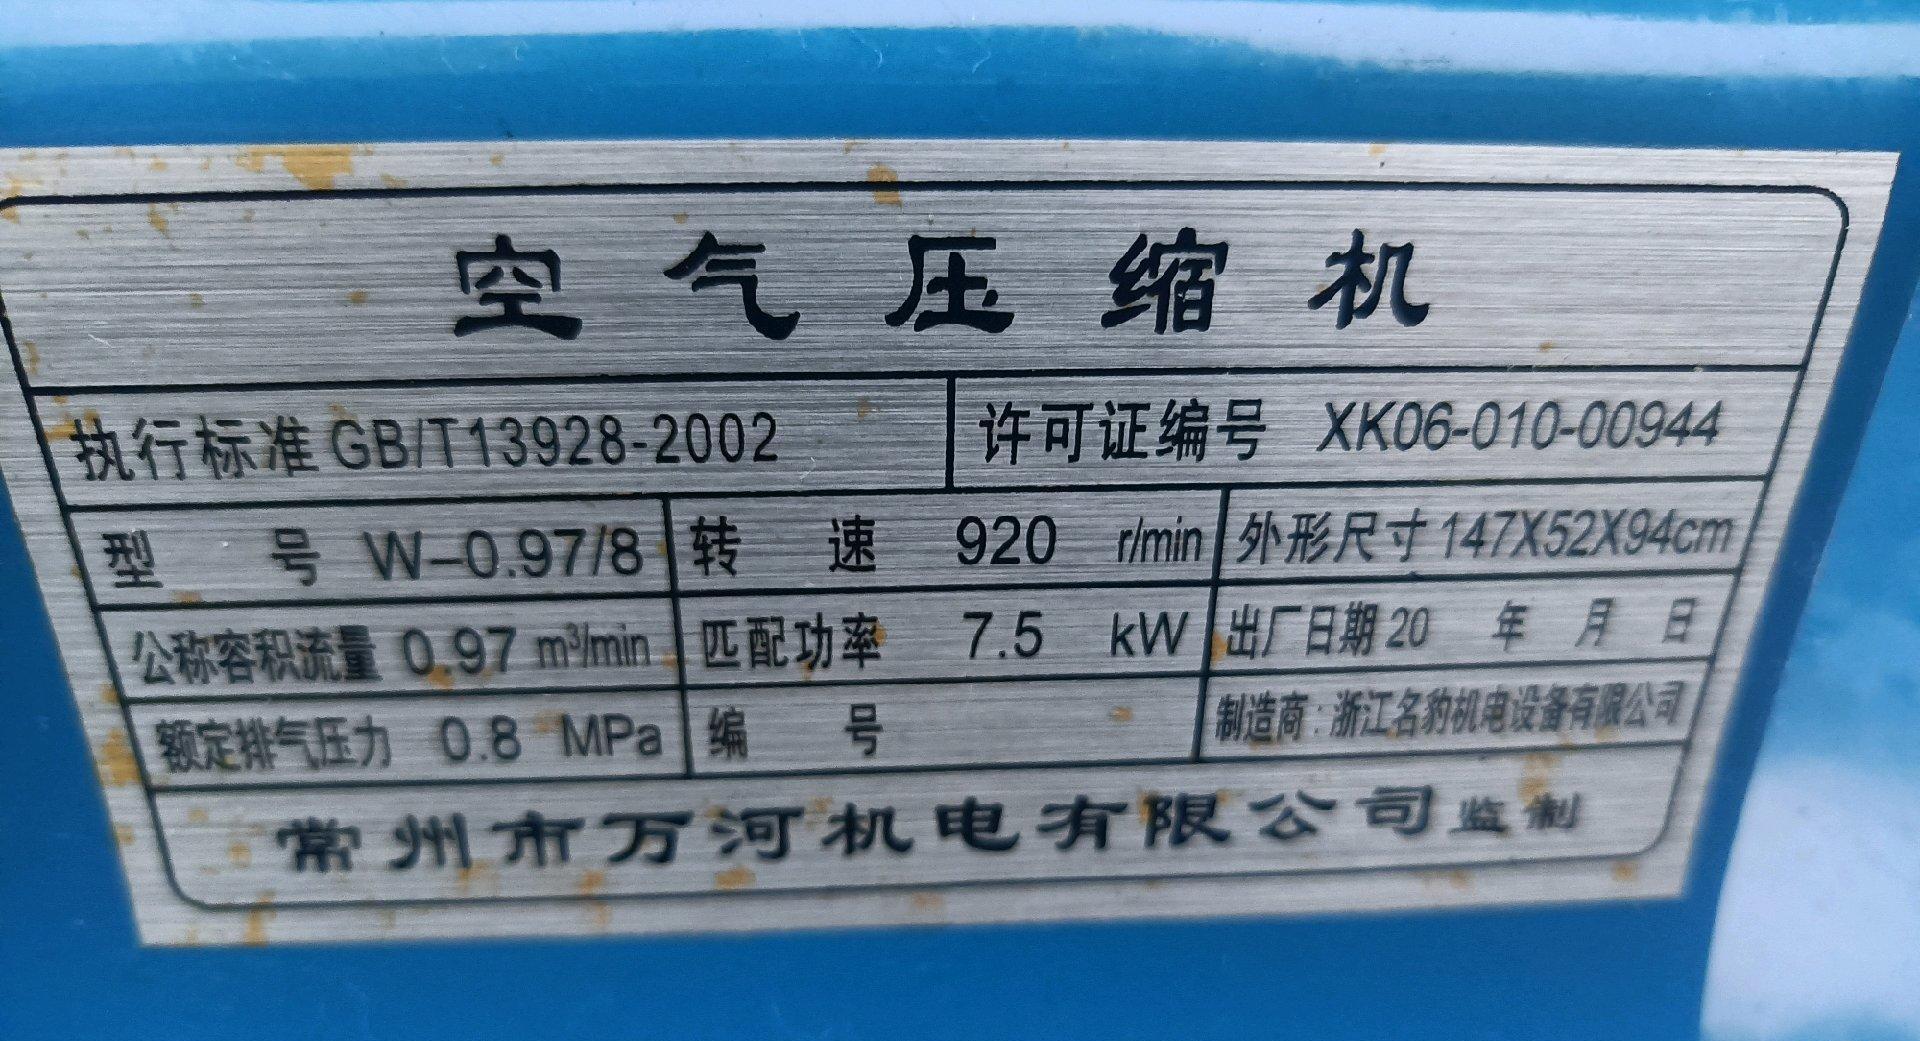 空气压缩机
执行标准 GB/T13928-2002 许可证编号 XK06-010-00944
型 号 W-0.97/8 转 速 920 r/min 外形尺寸 147X52X94cm
公称容积流量 0.97 m³/min 匹配功率 7.5 kW 出厂日期 20 年 月 日
额定排气压力 0.8 MPa 编 号 制造商:浙江名豹机电设备有限公司
常州市万河机电有限公司 监制